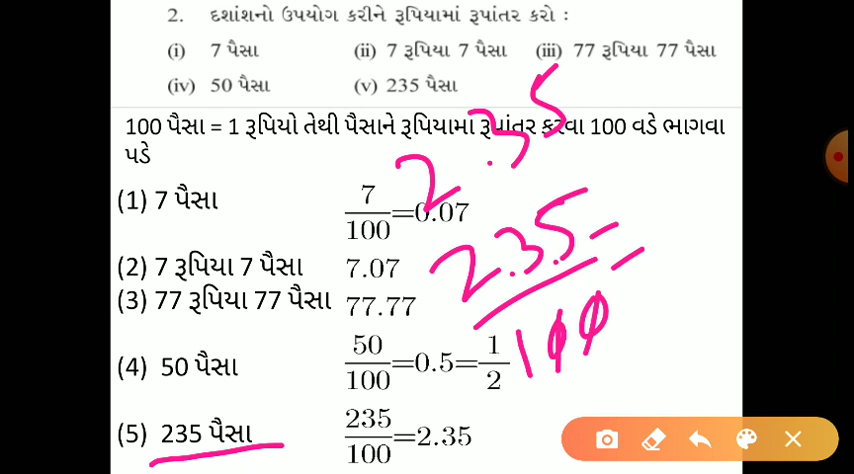 2. દશાંશનો ઉપયોગ કરીને રૂપિયામાં રૂપાંતર કરો :
(i) 7 પૈસા (ii) 7 રૂપિયા 7 પૈસા (iii) 77 રૂપિયા 77 પૈસા
(iv) 50 પૈસા (v) 235 પૈસા
100 પૈસા = 1 રૂપિયો તેથી પૈસાને રૂપિયામા રૂપાંતર કરવા 100 વડે ભાગવા
પડે
2.35
(1) 7 પૈસા 7/100=0.07
2.3.5=
100
(2) 7 રૂપિયા 7 પૈસા 7.07
(3) 77 રૂપિયા 77 પૈસા 77.77
(4) 50 પૈસા 50/100=0.5=1/2
(5) 235 પૈસા 235/100=2.35